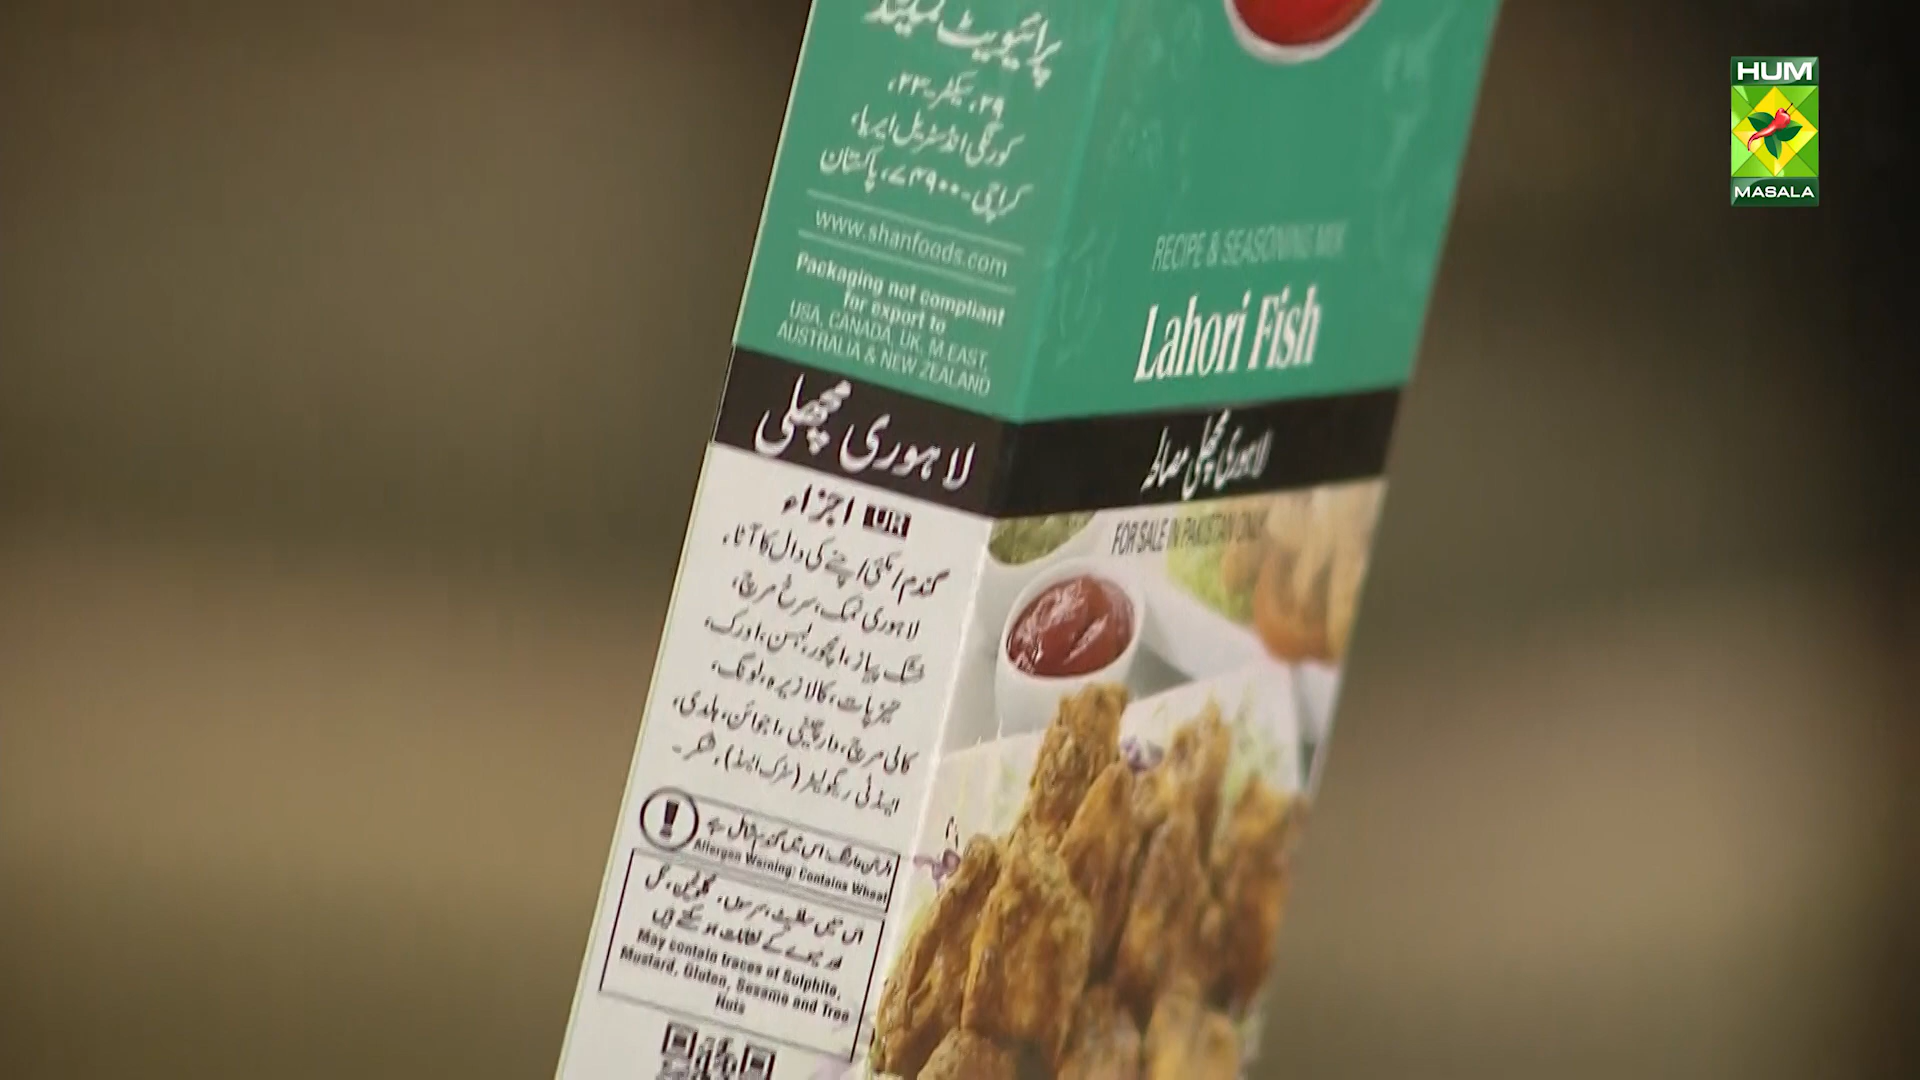 پرائیویٹ لمیٹڈ
۲۹، سیکٹر-۲۳،
کورنگی انڈسٹریل ایریا،
کراچی-۷۴۹۰۰، پاکستان
www.shanfoods.com
Packaging not compliant
for export to
USA, CANADA, UK, M.EAST,
AUSTRALIA & NEW ZEALAND
لاہوری مچھلی
اجزاء UR
گندم/مکئی/چنے کی دال کا آٹا،
لاہوری نمک، سرخ مرچ،
خشک پیاز، امچور، لہسن، ادرک،
تیزپات، کالا زیرہ، لونگ،
کالی مرچ، دارچینی، اجوائن، ہلدی،
ایسڈٹی ریگولیٹر (سٹرک ایسڈ)، شکر-
Allergen Warning: Contains Wheat
May contain traces of Sulphite,
Mustard, Gluten, Sesame and Tree
Nuts
RECIPE & SEASONING MIX
Lahori Fish
لاہوری مچھلی مصالحہ
FOR SALE IN PAKISTAN ONLY
HUM
MASALA